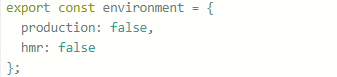 export const environment = {
  production: false,
  hmr: false
};